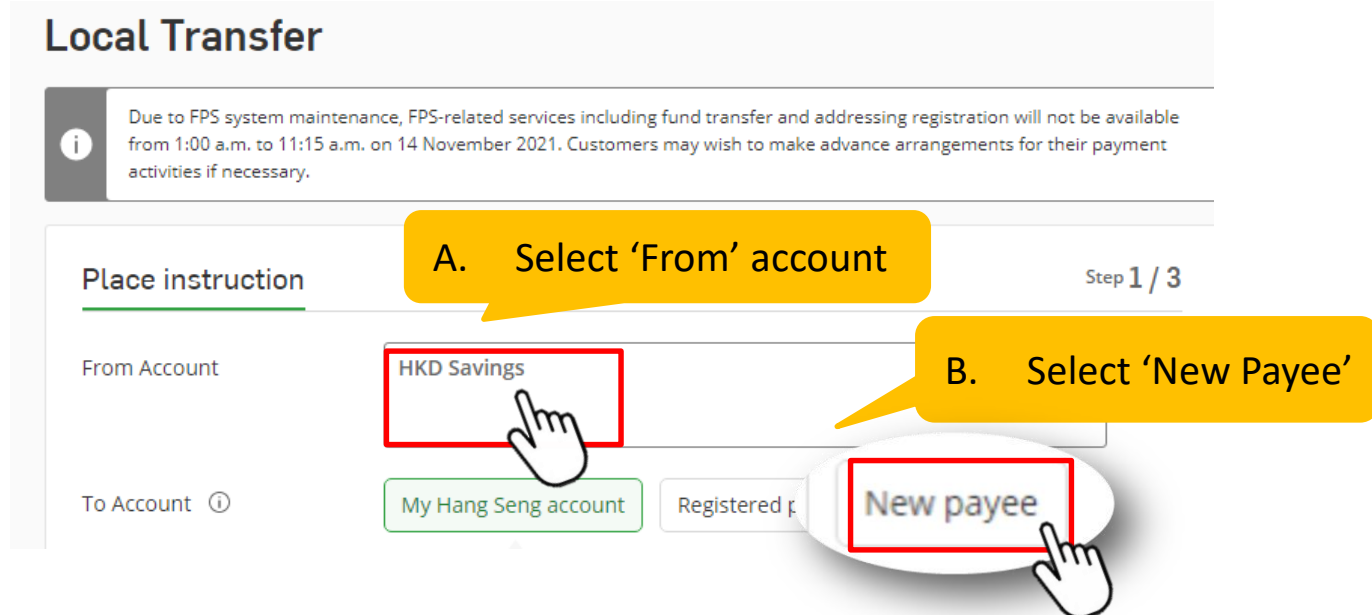 Local Transfer
Due to FPS system maintenance, FPS-related services including fund transfer and addressing registration will not be available
from 1:00 a.m. to 11:15 a.m. on 14 November 2021. Customers may wish to make advance arrangements for their payment
activities if necessary.
A. Select ‘From’ account
Place instruction
Step 1 / 3
From Account
HKD Savings
B. Select ‘New Payee’
To Account
My Hang Seng account
Registered
New payee